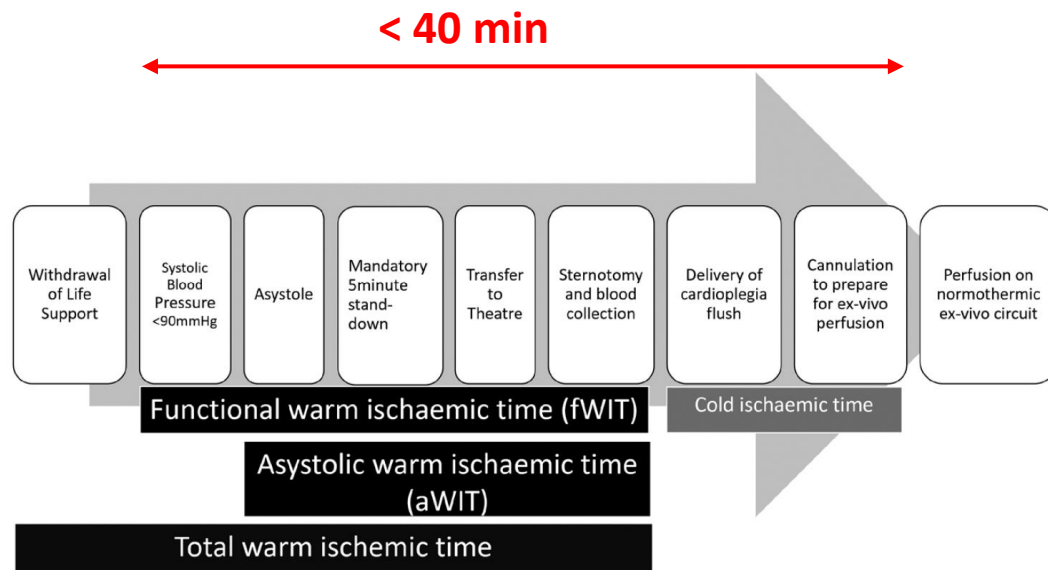 < 40 min
Withdrawal
of Life
Support
Systolic
Blood
Pressure
<90mmHg
Asystole
Mandatory
5minute
stand-
down
Transfer
to
Theatre
Sternotomy
and blood
collection
Delivery of
cardioplegia
flush
Cannulation
to prepare
for ex-vivo
perfusion
Perfusion on
normothermic
ex-vivo circuit
Functional warm ischaemic time (fWIT)
Cold ischaemic time
Asystolic warm ischaemic time
(aWIT)
Total warm ischemic time